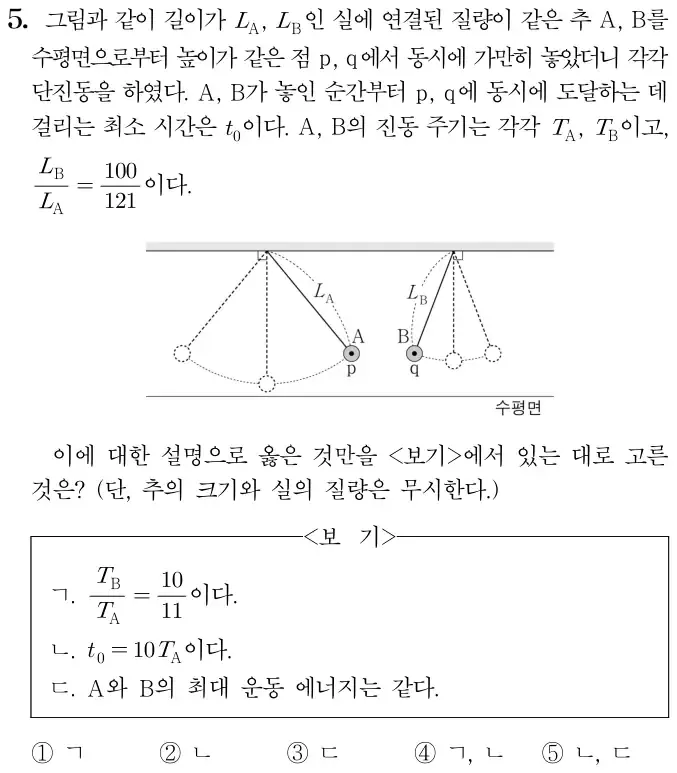 5. 그림과 같이 길이가 L_A, L_B인 실에 연결된 질량이 같은 추 A, B를
수평면으로부터 높이가 같은 점 p, q에서 동시에 가만히 놓았더니 각각
단진동을 하였다. A, B가 놓인 순간부터 p, q에 동시에 도달하는 데
걸리는 최소 시간은 t_0이다. A, B의 진동 주기는 각각 T_A, T_B이고,
L_B/L_A = 100/121이다.
L_A
L_B
A
B
p
q
수평면
이에 대한 설명으로 옳은 것만을 <보기>에서 있는 대로 고른
것은? (단, 추의 크기와 실의 질량은 무시한다.)
<보 기>
ㄱ. T_B/T_A = 10/11이다.
ㄴ. t_0 = 10T_A이다.
ㄷ. A와 B의 최대 운동 에너지는 같다.
① ㄱ ② ㄴ ③ ㄷ ④ ㄱ, ㄴ ⑤ ㄴ, ㄷ